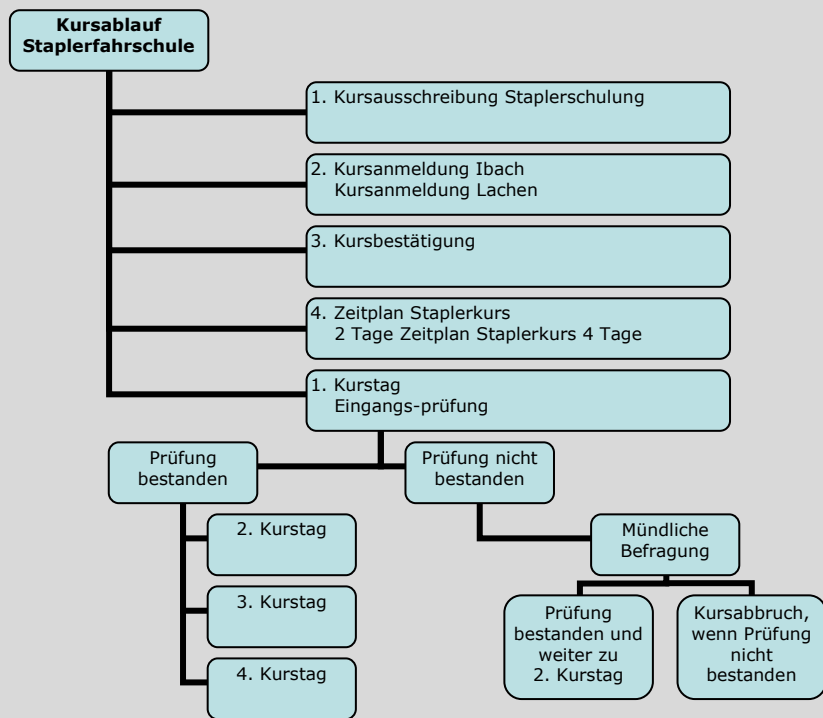 Kursablauf
Staplerfahrschule
1. Kursausschreibung Staplerschulung
2. Kursanmeldung Ibach
Kursanmeldung Lachen
3. Kursbestätigung
4. Zeitplan Staplerkurs
2 Tage Zeitplan Staplerkurs 4 Tage
1. Kurstag
Eingangs-prüfung
Prüfung
bestanden
Prüfung nicht
bestanden
2. Kurstag
3. Kurstag
4. Kurstag
Mündliche
Befragung
Prüfung
bestanden und
weiter zu
2. Kurstag
Kursabbruch,
wenn Prüfung
nicht
bestanden